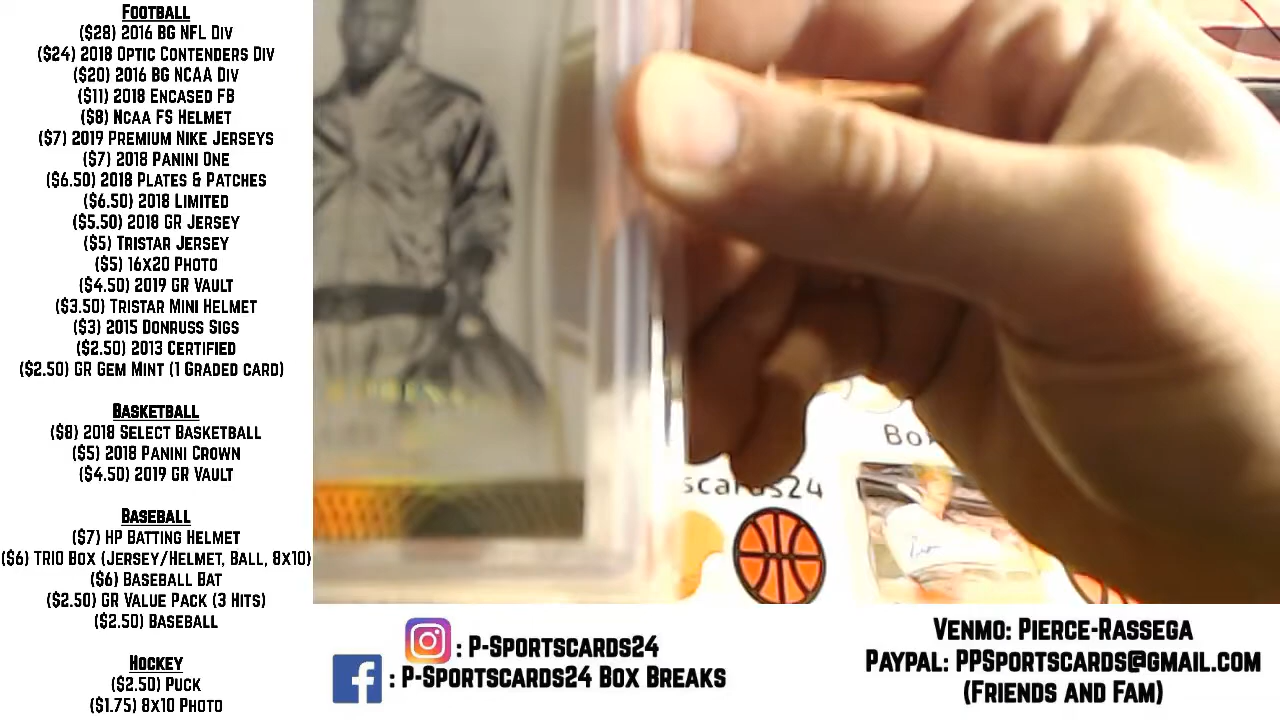 Football
($28) 2016 BG NFL Div
($24) 2018 Optic Contenders Div
($20) 2016 BG NCAA Div
($11) 2018 Encased FB
($8) NCAA FS Helmet
($7) 2019 Premium Nike Jerseys
($7) 2018 Panini One
($6.50) 2018 Plates & Patches
($6.50) 2018 Limited
($5.50) 2018 GR Jersey
($5) Tristar Jersey
($5) 16x20 Photo
($4.50) 2019 GR Vault
($3.50) Tristar Mini Helmet
($3) 2015 Donruss Sigs
($2.50) 2013 Certified
($2.50) GR Gem Mint (1 Graded card)
Basketball
($8) 2018 Select Basketball
($5) 2018 Panini Crown
($4.50) 2019 GR Vault
Baseball
($7) HP Batting Helmet
($6) TRIO Box (Jersey/Helmet, Ball, 8x10)
($6) Baseball Bat
($2.50) GR Value Pack (3 Hits)
($2.50) Baseball
Hockey
($2.50) Puck
($1.75) 8x10 Photo
: P-Sportscards24
: P-Sportscards24 Box Breaks
Venmo: Pierce-Rassega
Paypal: PPSportscards@gmail.com
(Friends and Fam)